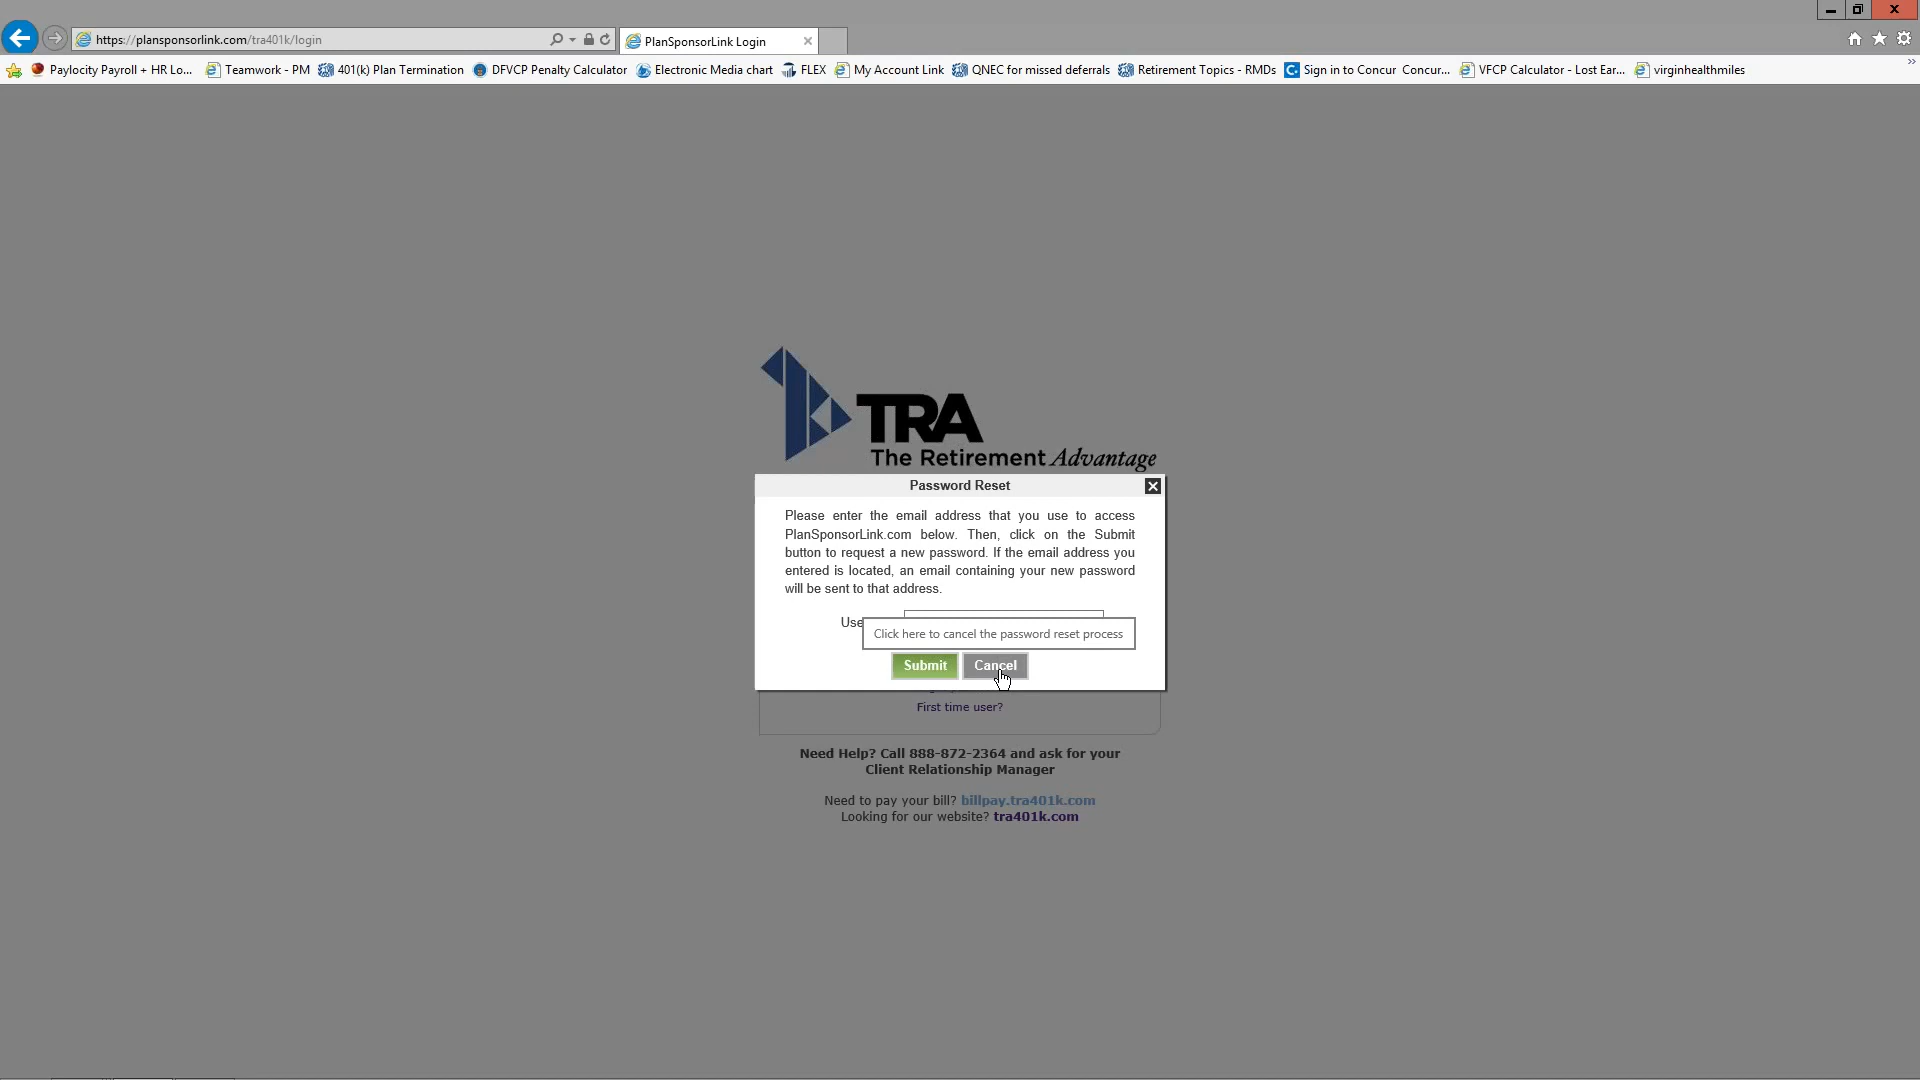 https://plansponsorlink.com/tra401k/login
PlanSponsorLink Login
Paylocity Payroll + HR Lo...
Teamwork - PM
401(k) Plan Termination
DFVCP Penalty Calculator
Electronic Media chart
FLEX
My Account Link
QNEC for missed deferrals
Retirement Topics - RMDs
Sign in to Concur Concur...
VFCP Calculator - Lost Ear...
virginhealthmiles
TRA
The Retirement Advantage
Password Reset
Please enter the email address that you use to access
PlanSponsorLink.com below. Then, click on the Submit
button to request a new password. If the email address you
entered is located, an email containing your new password
will be sent to that address.
Use
Click here to cancel the password reset process
Submit
Cancel
First time user?
Need Help? Call 888-872-2364 and ask for your
Client Relationship Manager
Need to pay your bill? billpay.tra401k.com
Looking for our website? tra401k.com